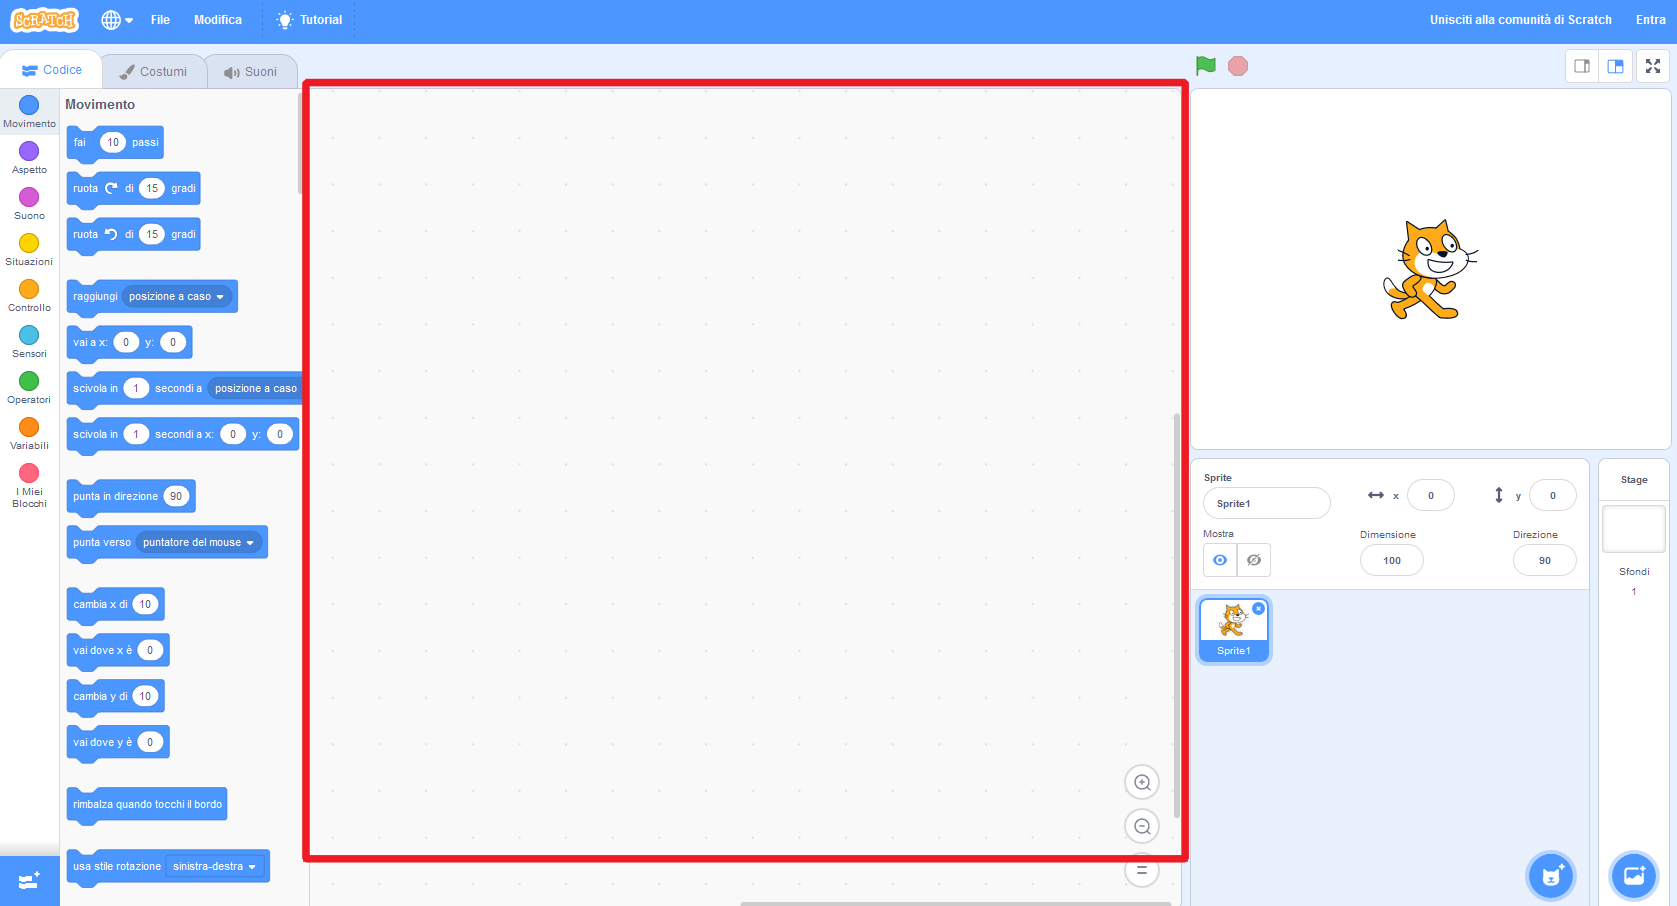 SCRATCH
File
Modifica
Tutorial
Unisciti alla comunità di Scratch
Entra
Codice
Costumi
Suoni
Movimento
Aspetto
Suono
Situazioni
Controllo
Sensori
Operatori
Variabili
I Miei
Blocchi
Movimento
fai 10 passi
ruota di 15 gradi
ruota di 15 gradi
raggiungi posizione a caso
vai a x: 0 y: 0
scivola in 1 secondi a posizione a caso
scivola in 1 secondi a x: 0 y: 0
punta in direzione 90
punta verso puntatore del mouse
cambia x di 10
vai dove x è 0
cambia y di 10
vai dove y è 0
rimbalza quando tocchi il bordo
usa stile rotazione sinistra-destra
Sprite
Sprite1
x 0
y 0
Mostra
Dimensione
100
Direzione
90
Sprite1
Stage
Sfondi
1